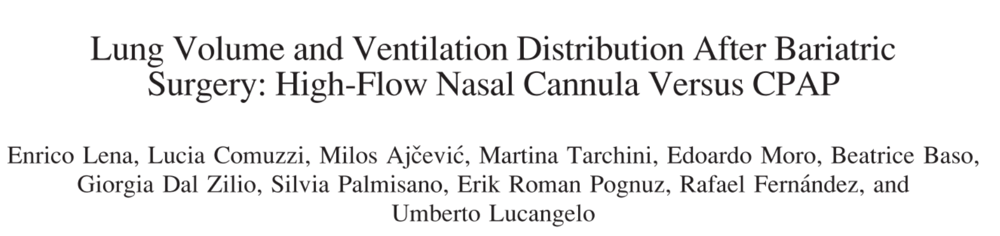 Lung Volume and Ventilation Distribution After Bariatric
Surgery: High-Flow Nasal Cannula Versus CPAP
Enrico Lena, Lucia Comuzzi, Milos Ajčević, Martina Tarchini, Edoardo Moro, Beatrice Baso,
Giorgia Dal Zilio, Silvia Palmisano, Erik Roman Pognuz, Rafael Fernández, and
Umberto Lucangelo